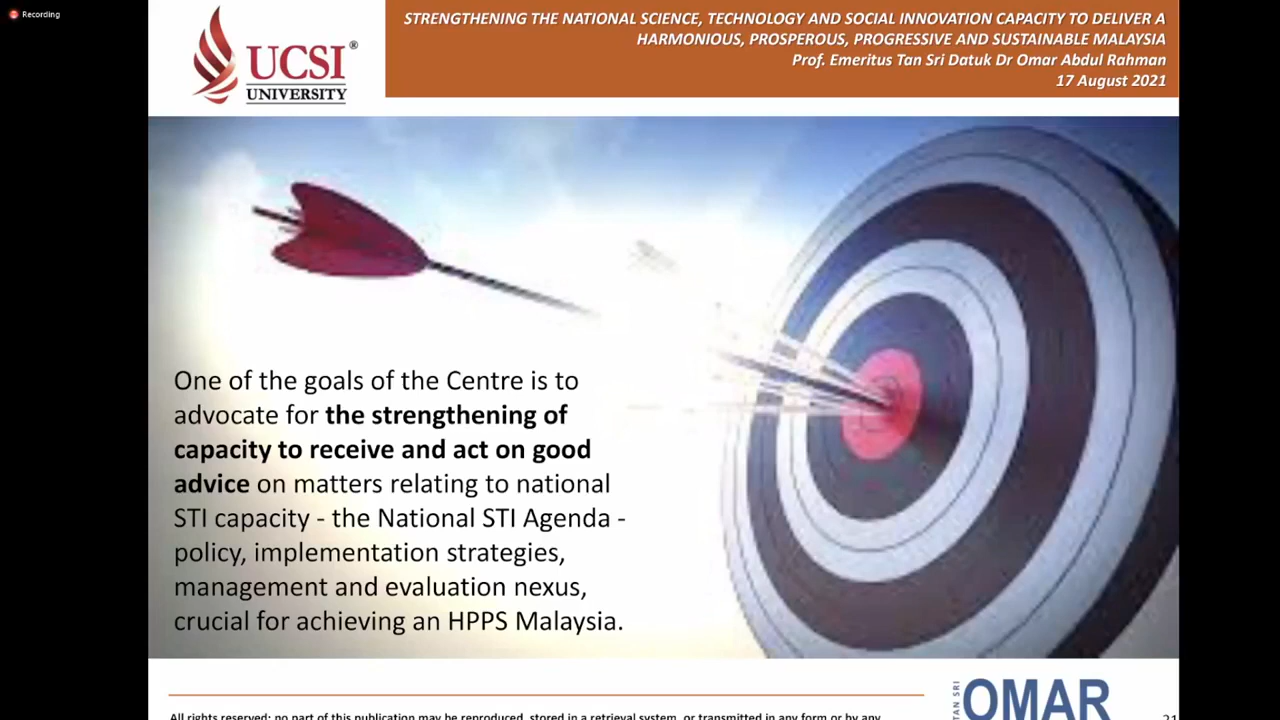 Recording
UCSI®
UNIVERSITY
STRENGTHENING THE NATIONAL SCIENCE, TECHNOLOGY AND SOCIAL INNOVATION CAPACITY TO DELIVER A
HARMONIOUS, PROSPEROUS, PROGRESSIVE AND SUSTAINABLE MALAYSIA
Prof. Emeritus Tan Sri Datuk Dr Omar Abdul Rahman
17 August 2021
One of the goals of the Centre is to
advocate for the strengthening of
capacity to receive and act on good
advice on matters relating to national
STI capacity - the National STI Agenda -
policy, implementation strategies,
management and evaluation nexus,
crucial for achieving an HPPS Malaysia.
All rights reserved; no part of this publication may be reproduced, stored in a retrieval system, or transmitted in any form or by any
TAN SRI
OMAR
21